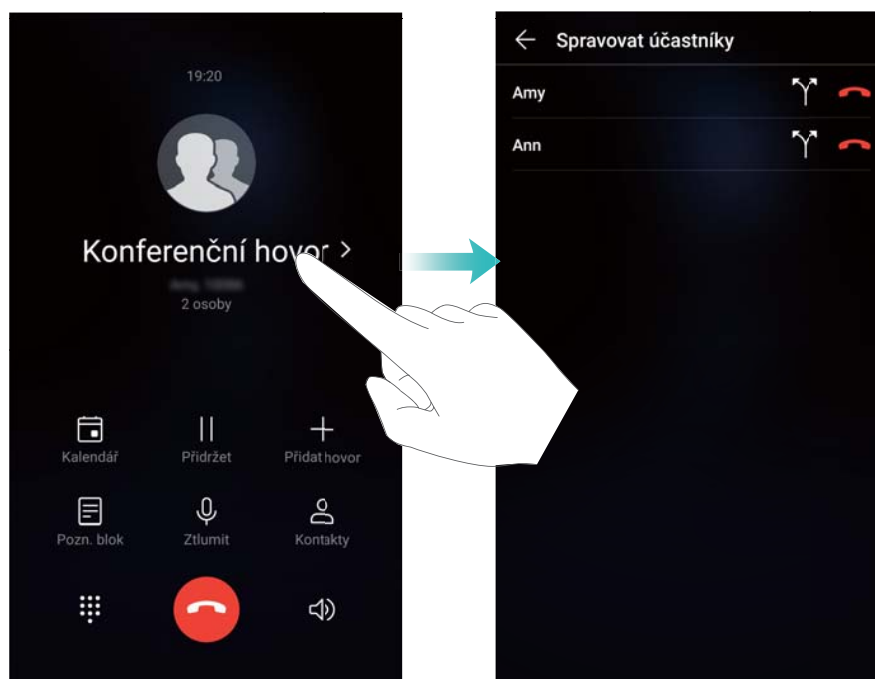 19:20
Konferenční hovor
2 osoby
Kalendář
Přidržet
Přidat hovor
Pozn. blok
Ztlumit
Kontakty
Spravovat účastníky
Amy
Ann